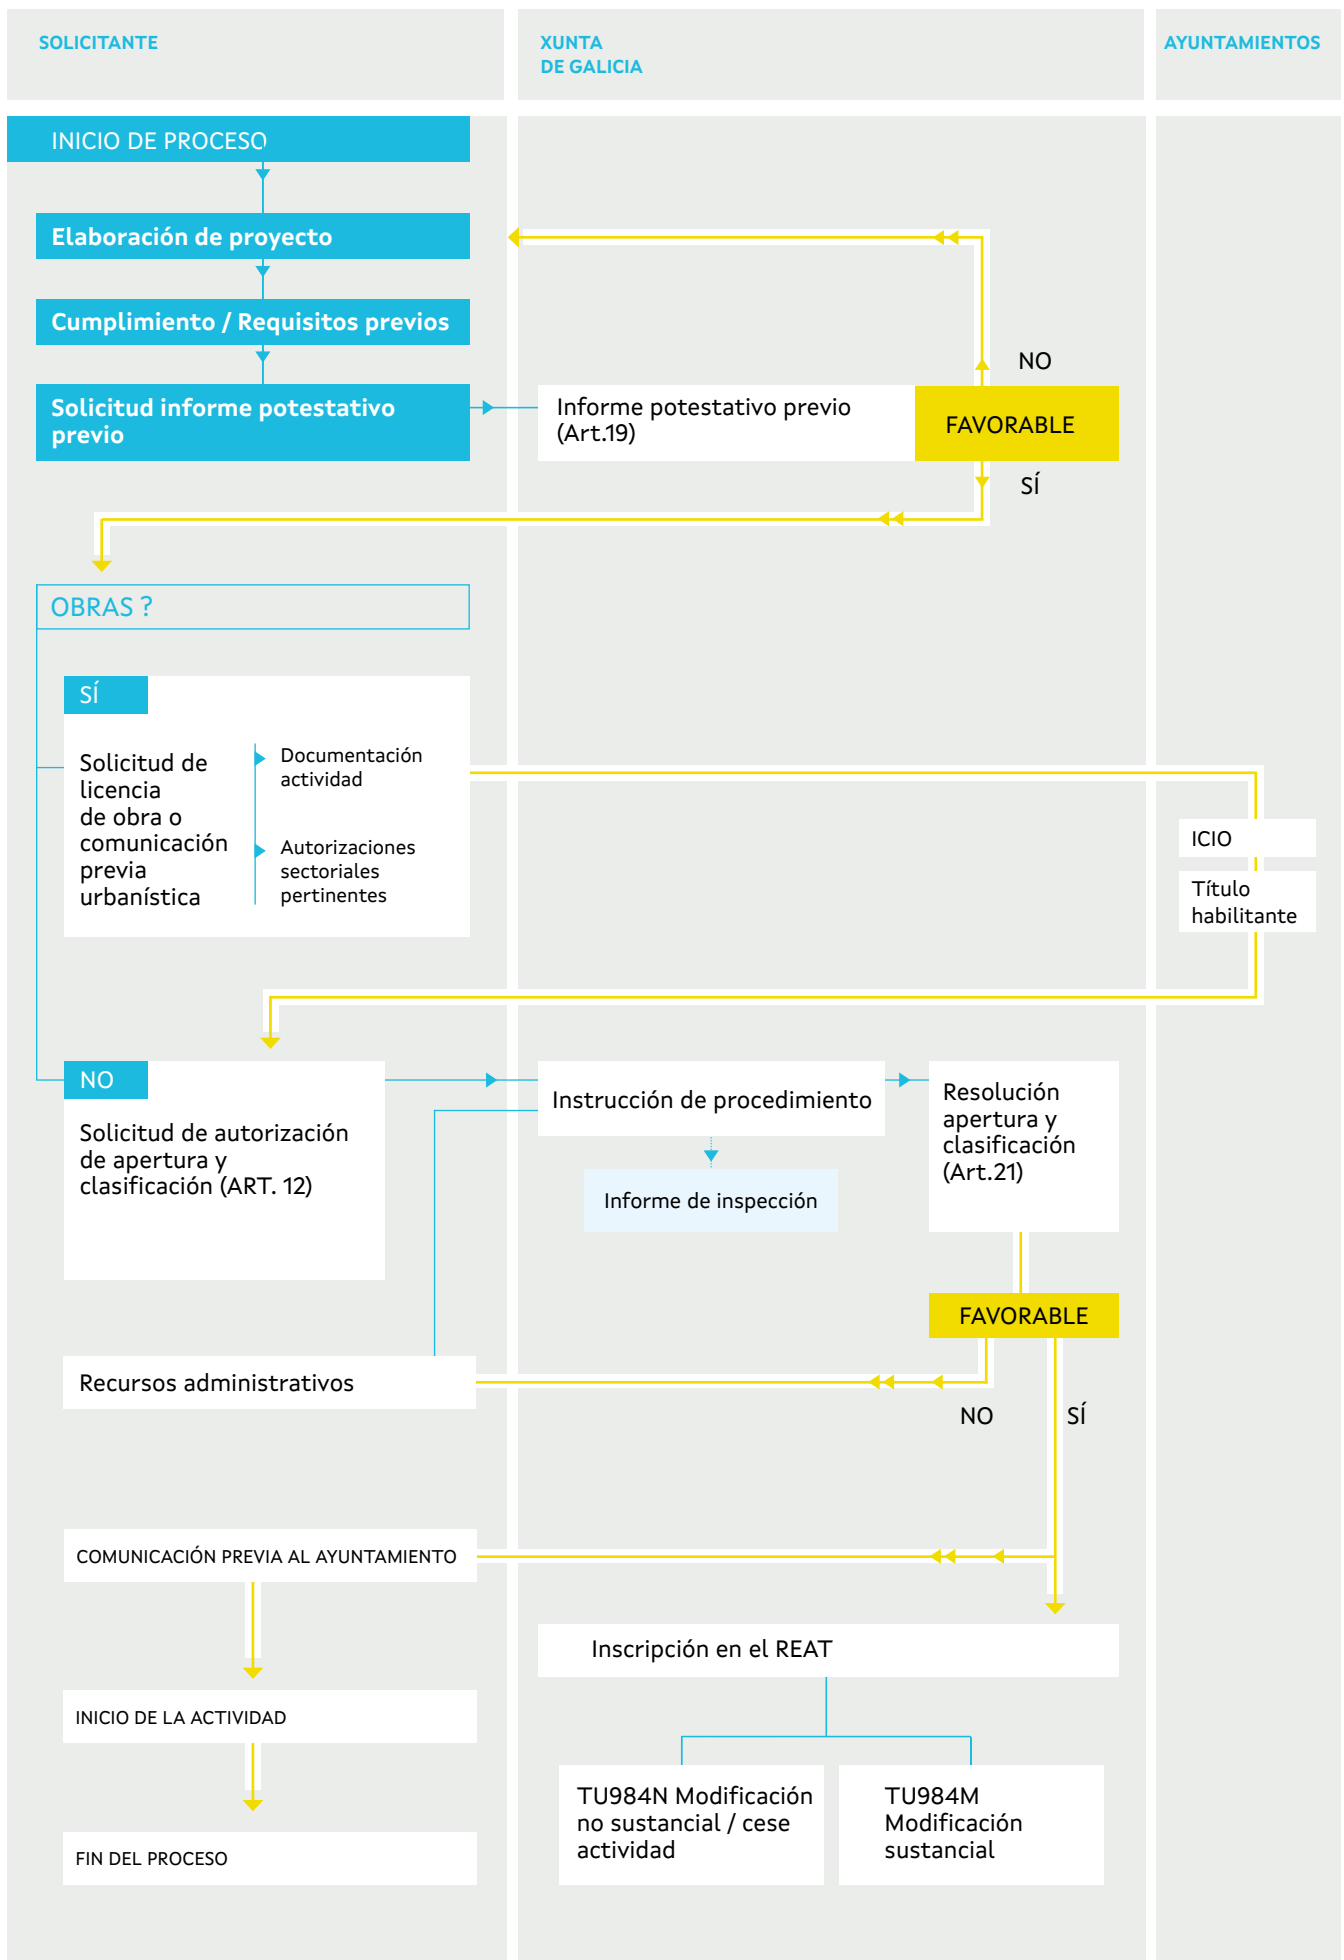 SOLICITANTE
XUNTA
DE GALICIA
AYUNTAMIENTOS
INICIO DE PROCESO
Elaboración de proyecto
Cumplimiento / Requisitos previos
NO
Solicitud informe potestativo
previo
Informe potestativo previo
(Art.19)
FAVORABLE
SÍ
OBRAS ?
SÍ
Solicitud de
licencia
de obra o
comunicación
previa
urbanística
Documentación
actividad
Autorizaciones
sectoriales
pertinentes
ICIO
Título
habilitante
NO
Solicitud de autorización
de apertura y
clasificación (ART. 12)
Instrucción de procedimiento
Informe de inspección
Resolución
apertura y
clasificación
(Art.21)
FAVORABLE
Recursos administrativos
NO
SÍ
COMUNICACIÓN PREVIA AL AYUNTAMIENTO
Inscripción en el REAT
INICIO DE LA ACTIVIDAD
TU984N Modificación
no sustancial / cese
actividad
TU984M
Modificación
sustancial
FIN DEL PROCESO